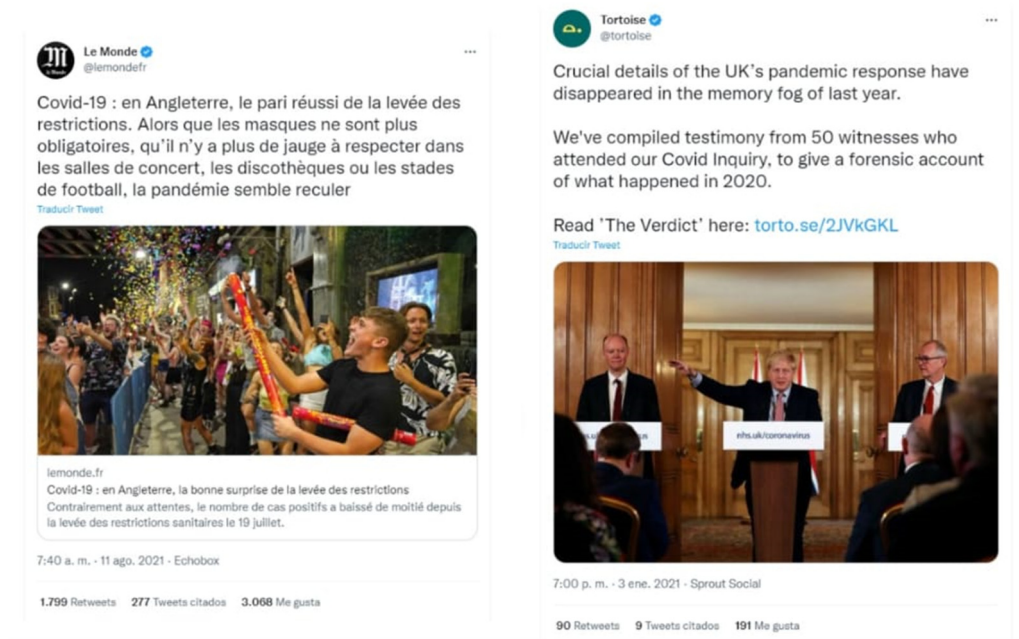 Le Monde
@lemondefr
Covid-19 : en Angleterre, le pari réussi de la levée des
restrictions. Alors que les masques ne sont plus
obligatoires, qu'il n'y a plus de jauge à respecter dans
les salles de concert, les discothèques ou les stades
de football, la pandémie semble reculer
Traducir Tweet
lemonde.fr
Covid-19 : en Angleterre, la bonne surprise de la levée des restrictions
Contrairement aux attentes, le nombre de cas positifs a baissé de moitié depuis
la levée des restrictions sanitaires le 19 juillet.
7:40 a. m. · 11 ago. 2021 · Echobox
1.799 Retweets 277 Tweets citados 3.068 Me gusta
Tortoise
@tortoise
Crucial details of the UK's pandemic response have
disappeared in the memory fog of last year.
We've compiled testimony from 50 witnesses who
attended our Covid Inquiry, to give a forensic account
of what happened in 2020.
Read 'The Verdict' here: torto.se/2JVkGKL
Traducir Tweet
nhs.uk/coronavirus
7:00 p. m. · 3 ene. 2021 · Sprout Social
90 Retweets 9 Tweets citados 191 Me gusta